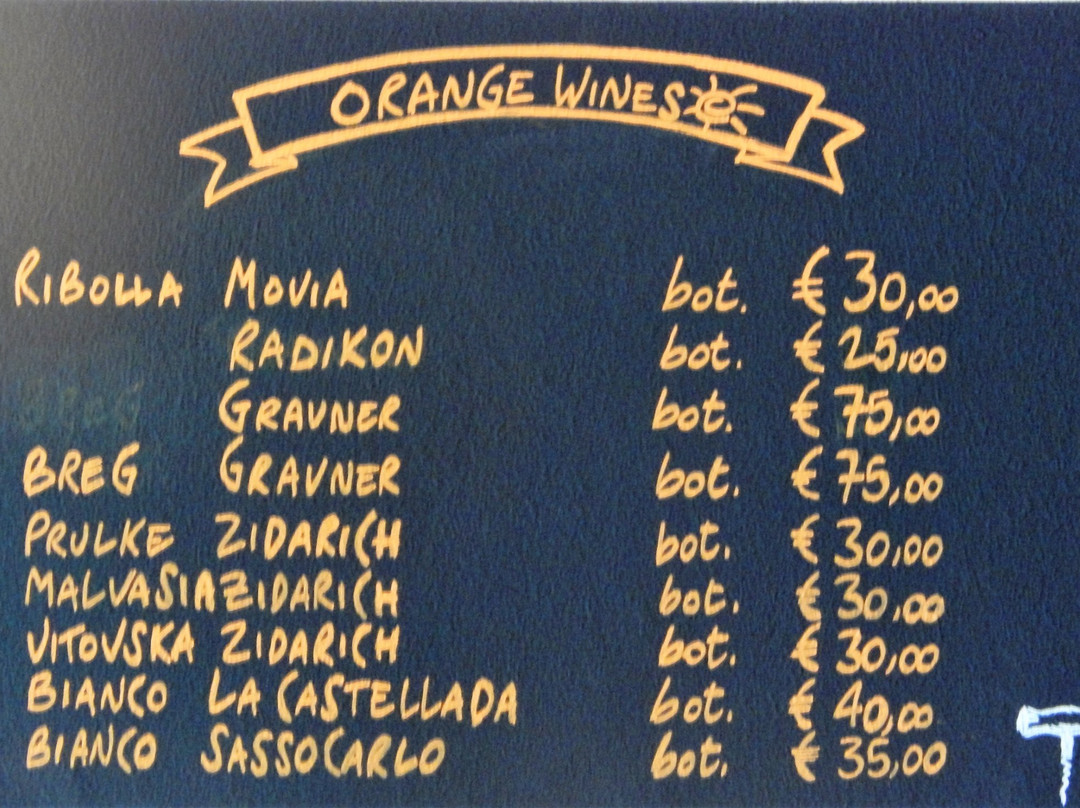 ORANGE WINES
RIBOLLA MOVIA bot. € 30,00
RADIKON bot. € 25,00
GRAVNER bot. € 75,00
BREG GRAVNER bot. € 75,00
PRULKE ZIDARICH bot. € 30,00
MALVASIA ZIDARICH bot. € 30,00
VITOVSKA ZIDARICH bot. € 30,00
BIANCO LA CASTELLADA bot. € 40,00
BIANCO SASSOCARLO bot. € 35,00